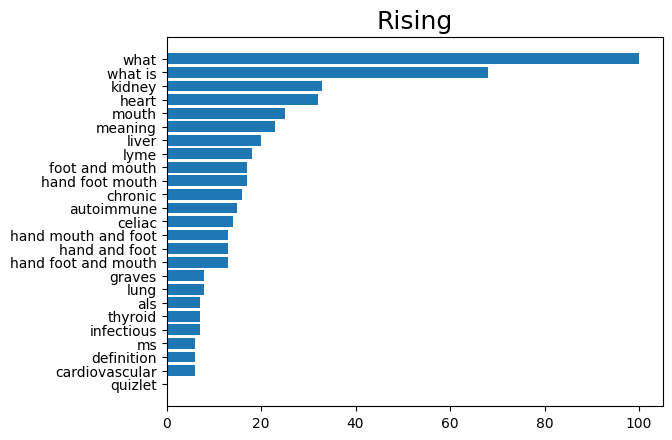 Rising
what
what is
kidney
heart
mouth
meaning
liver
lyme
foot and mouth
hand foot mouth
chronic
autoimmune
celiac
hand mouth and foot
hand and foot
hand foot and mouth
graves
lung
als
thyroid
infectious
ms
definition
cardiovascular
quizlet
0 20 40 60 80 100